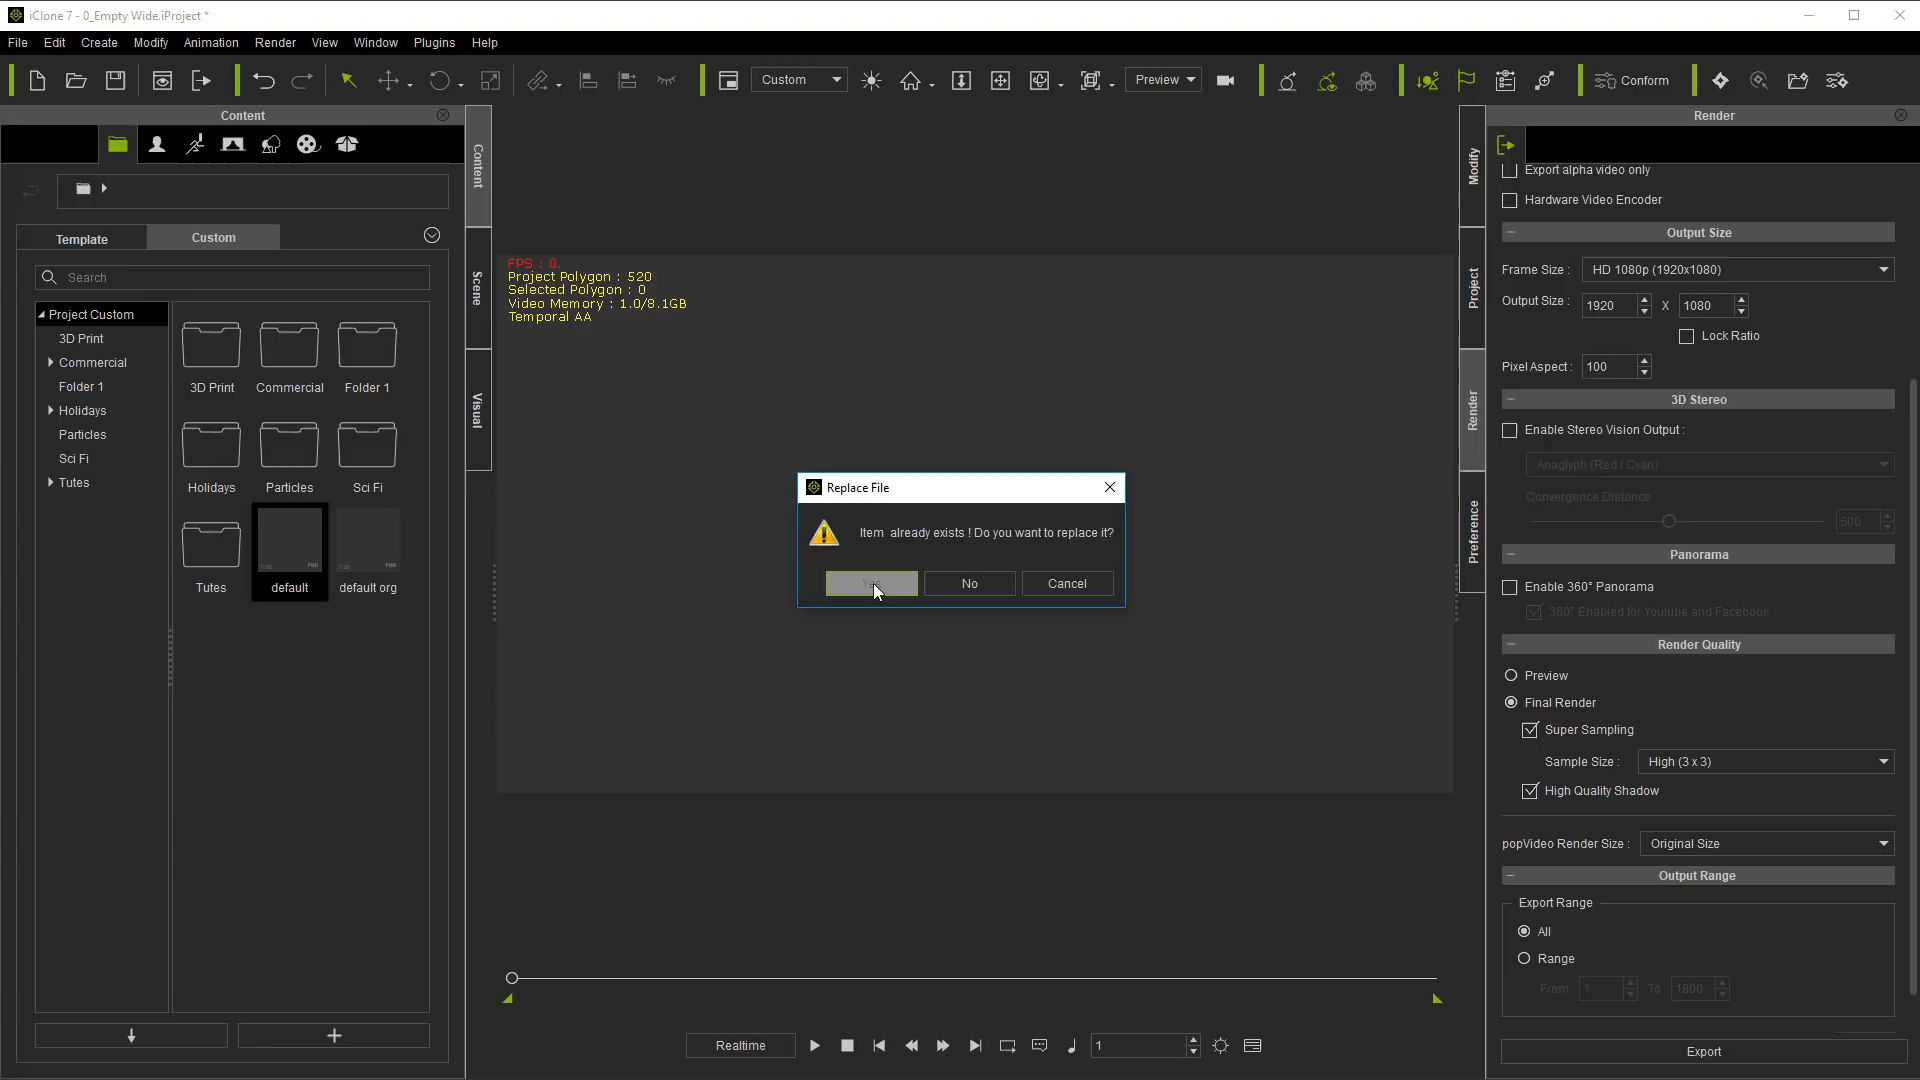 iClone 7 - 0_Empty Wide.iProject *
File Edit Create Modify Animation Render View Window Plugins Help
Custom
Preview
Conform
Content
Template
Custom
Search
Project Custom
3D Print
Commercial
Folder 1
Holidays
Particles
Sci Fi
Tutes
3D Print Commercial Folder 1
Holidays Particles Sci Fi
Tutes default default org
Content
Scene
Visual
FPS : 0.
Project Polygon : 520
Selected Polygon : 0
Video Memory : 1.0/8.1GB
Temporal AA
Replace File
Item already exists ! Do you want to replace it?
Yes No Cancel
Realtime
1
Modify
Project
Render
Preference
Render
Export alpha video only
Hardware Video Encoder
Output Size
Frame Size : HD 1080p (1920x1080)
Output Size : 1920 X 1080
Lock Ratio
Pixel Aspect : 100
3D Stereo
Enable Stereo Vision Output :
Anaglyph (Red / Cyan)
Convergence Distance
500
Panorama
Enable 360° Panorama
360° Enabled for Youtube and Facebook
Render Quality
Preview
Final Render
Super Sampling
Sample Size : High (3 x 3)
High Quality Shadow
popVideo Render Size : Original Size
Output Range
Export Range
All
Range
From 1 To 1800
Export